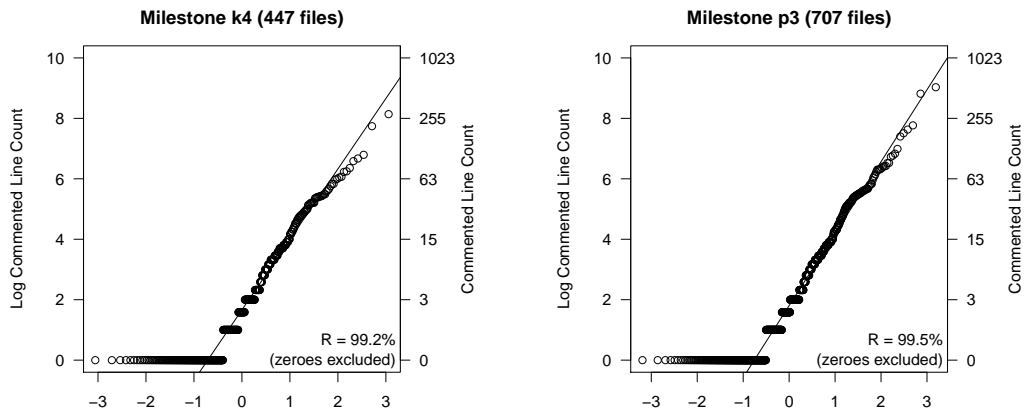 Milestone k4 (447 files)
Log Commented Line Count
10
8
6
4
2
0
1023
255
63
15
3
0
Commented Line Count
R = 99.2%
(zeroes excluded)
−3 −2 −1 0 1 2 3
Milestone p3 (707 files)
Log Commented Line Count
10
8
6
4
2
0
1023
255
63
15
3
0
Commented Line Count
R = 99.5%
(zeroes excluded)
−3 −2 −1 0 1 2 3